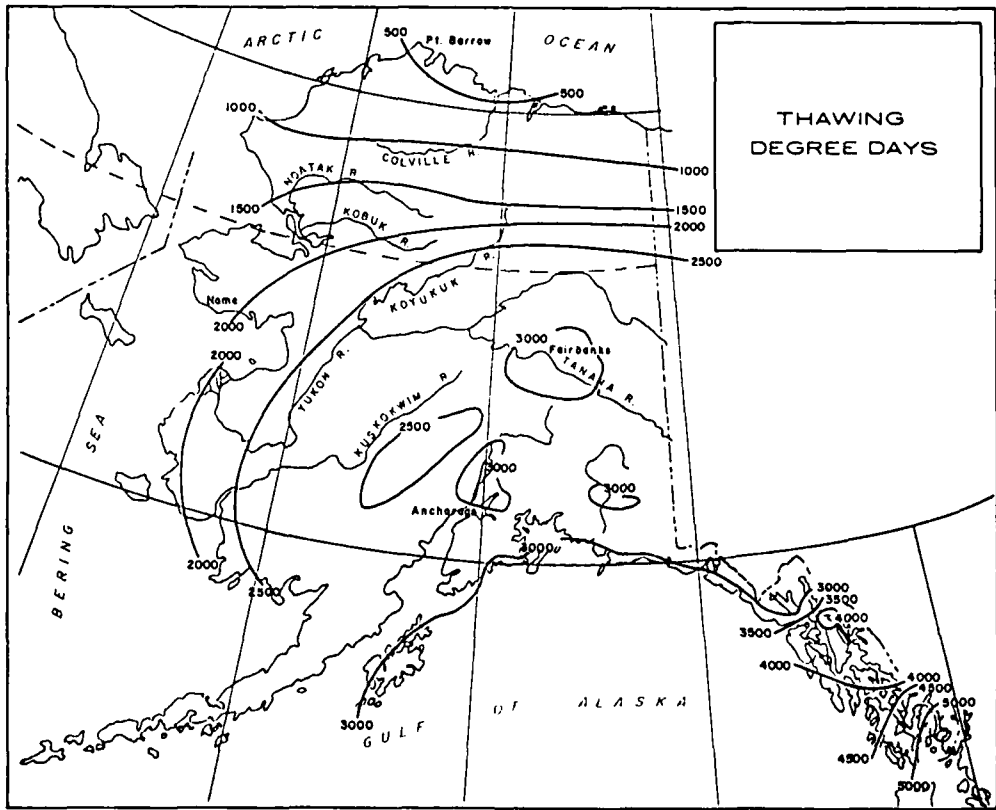 THAWING
DEGREE DAYS
ARCTIC
OCEAN
Pt. Barrow
500
500
1000
COLVILLE R.
1000
NOATAK R.
1500
1500
KOBUK R.
2000
2500
R.
KOYUKUK
Nome
2000
2000
3000
Fairbanks
TANANA R.
YUKON R.
KUSKOKWIM R
2500
SEA
3000
3000
Anchorage
3000
2000
2500
BERING
3000
3500
4000
3500
4000
4000
4500
5000
3000
GULF OF ALASKA
4500
5000